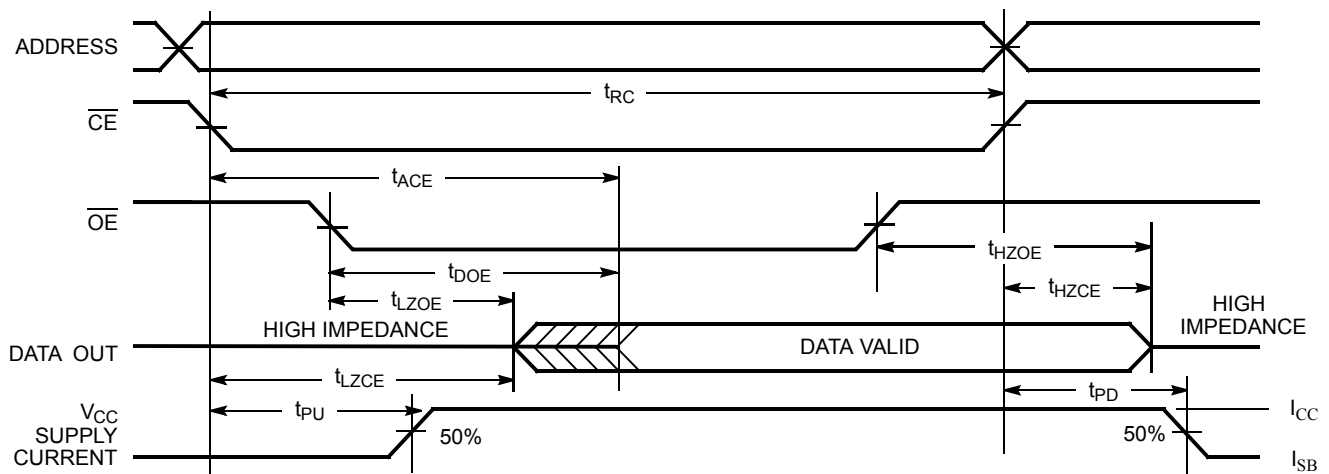 ADDRESS
tRC
CE
tACE
OE
tHZOE
tDOE
tLZOE
tHZCE
HIGH IMPEDANCE
HIGH
IMPEDANCE
DATA OUT
DATA VALID
tLZCE
tPD
tPU
VCC
SUPPLY
CURRENT
50%
50%
ICC
ISB